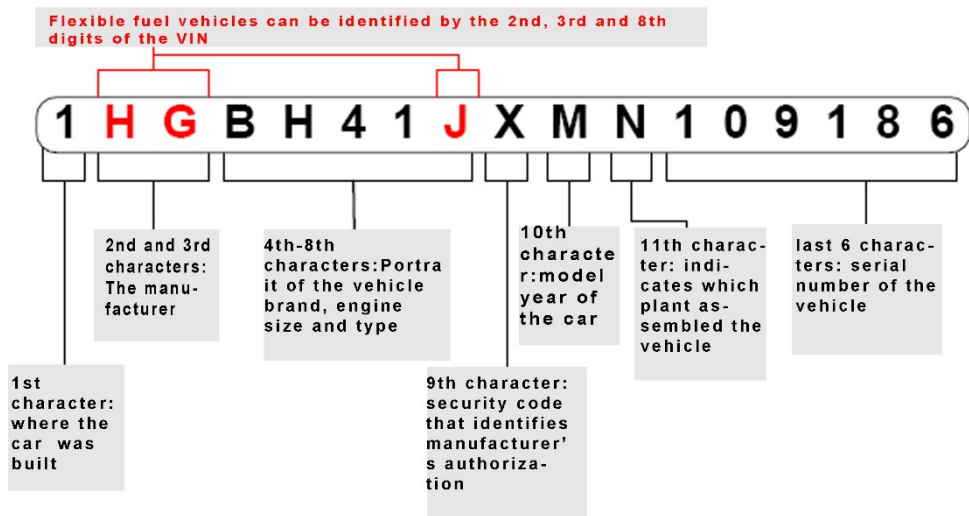 Flexible fuel vehicles can be identified by the 2nd, 3rd and 8th
digits of the VIN
1 H G B H 4 1 J X M N 1 0 9 1 8 6
2nd and 3rd
characters:
The manu-
facturer
4th-8th
characters:Portra
it of the vehicle
brand, engine
size and type
10th
characte
r:model
year of
the car
11th charac-
ter: indi-
cates which
plant as-
sembled the
vehicle
last 6 charac-
ters: serial
number of the
vehicle
1st
character:
where the
car was
built
9th character:
security code
that identifies
manufacturer’
s authoriza-
tion